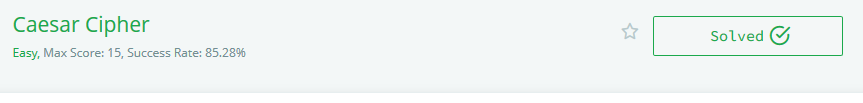 Caesar Cipher
Solved
Easy, Max Score: 15, Success Rate: 85.28%